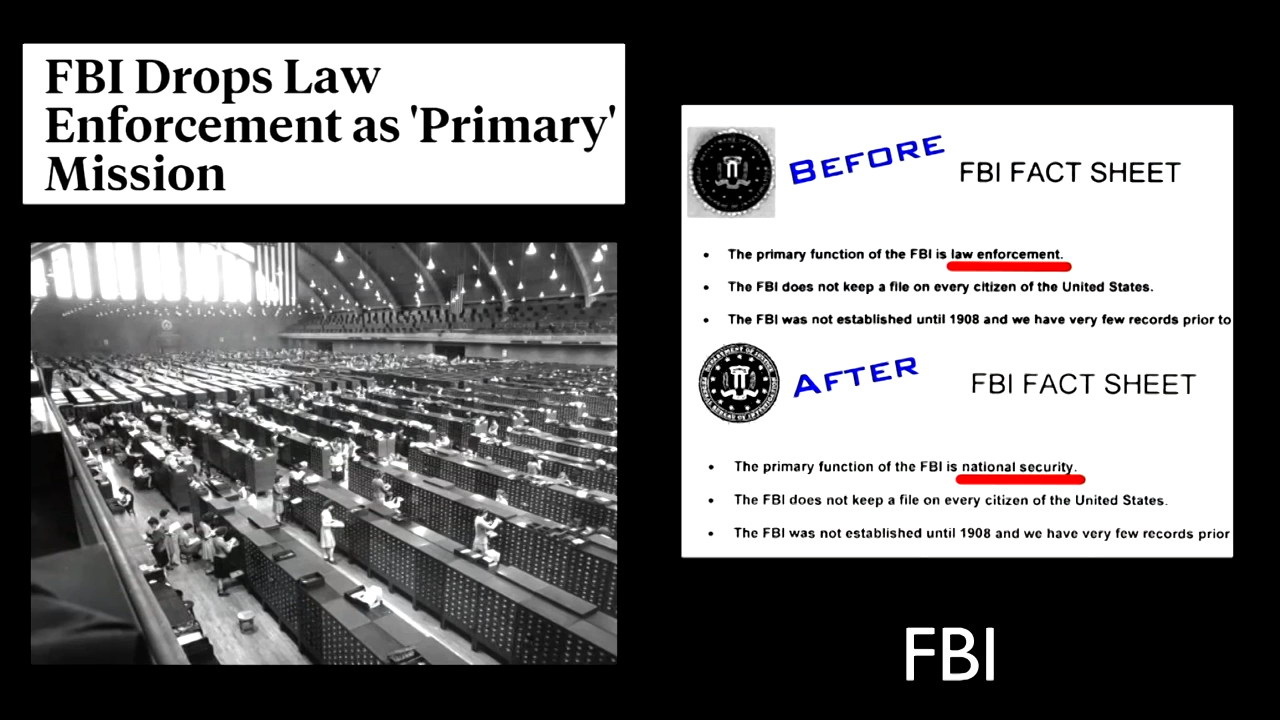 FBI Drops Law
Enforcement as 'Primary'
Mission
BEFORE
FBI FACT SHEET
• The primary function of the FBI is law enforcement.
• The FBI does not keep a file on every citizen of the United States.
• The FBI was not established until 1908 and we have very few records prior to
AFTER
FBI FACT SHEET
• The primary function of the FBI is national security.
• The FBI does not keep a file on every citizen of the United States.
• The FBI was not established until 1908 and we have very few records prior
FBI